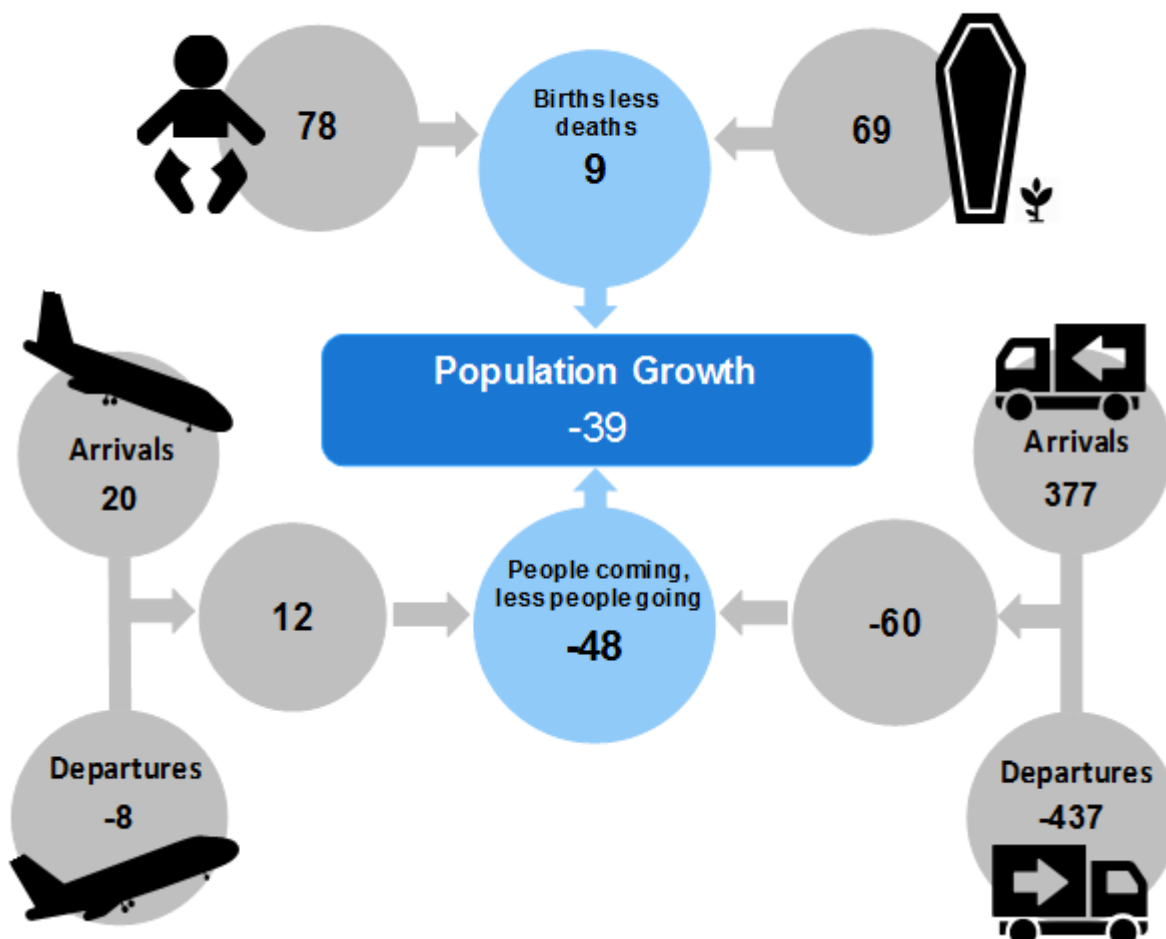 78
Births less
deaths
9
69
Population Growth
-39
Arrivals
20
Arrivals
377
12
People coming,
less people going
-48
-60
Departures
-8
Departures
-437